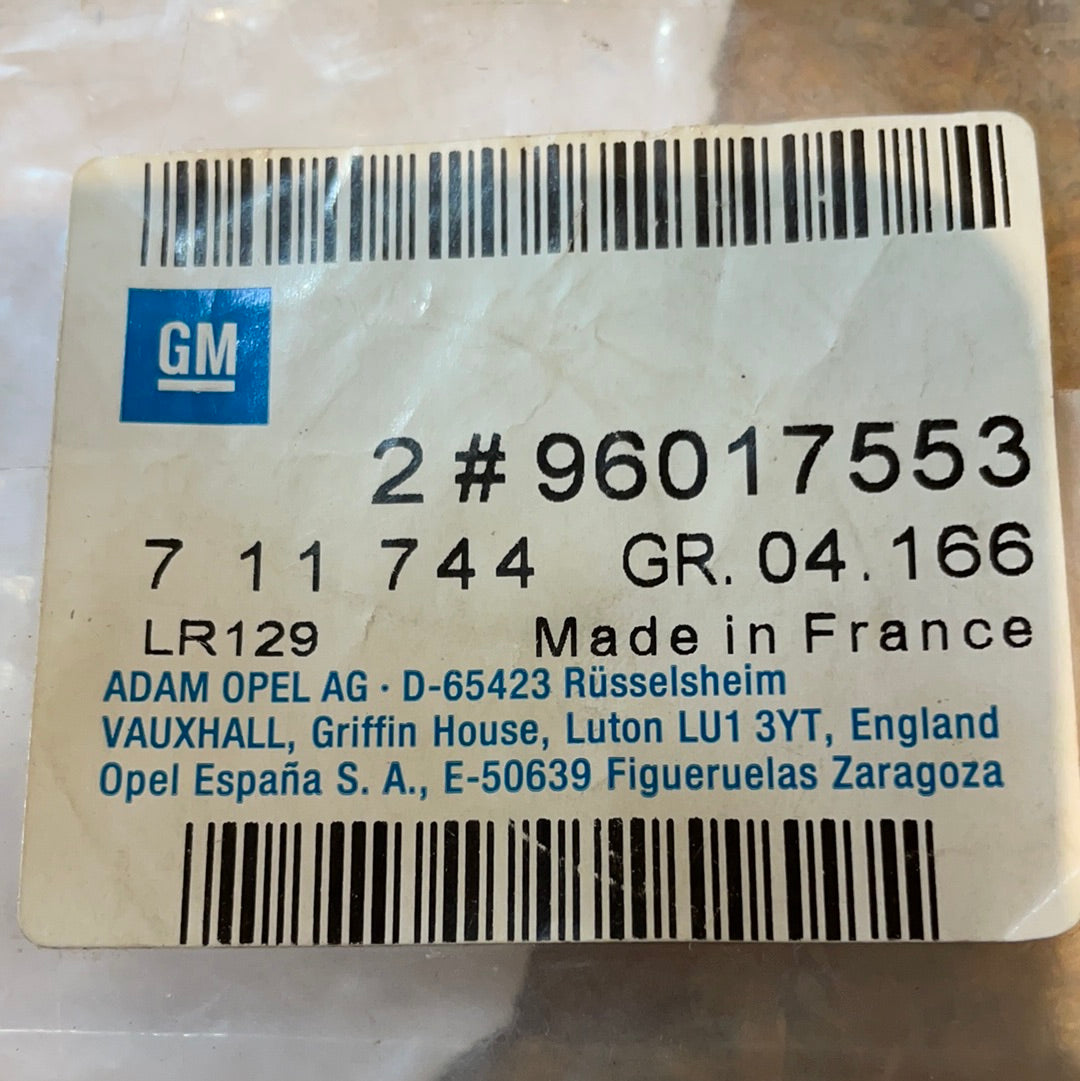 GM
2 # 96017553
7 11 744 GR. 04. 166
LR129 Made in France
ADAM OPEL AG · D-65423 Rüsselsheim
VAUXHALL, Griffin House, Luton LU1 3YT, England
Opel España S. A., E-50639 Figueruelas Zaragoza